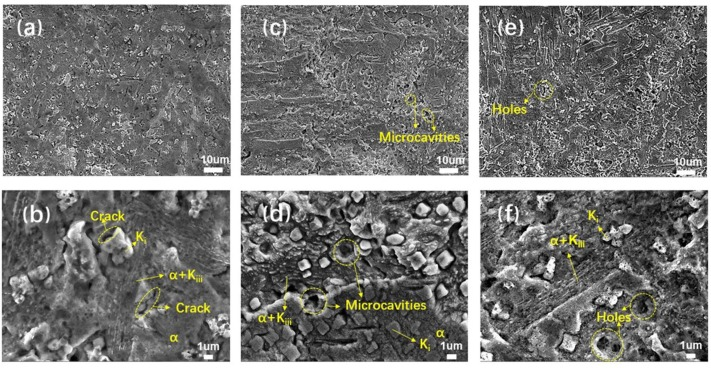 (a)
10um
(c)
Microcavities
10um
(e)
Holes
10um
(b)
Crack
Ki
α+Kiii
Crack
α
1um
(d)
Microcavities
α+Kiii
α
Ki
1um
(f)
Ki
α+Kiii
Holes
1um